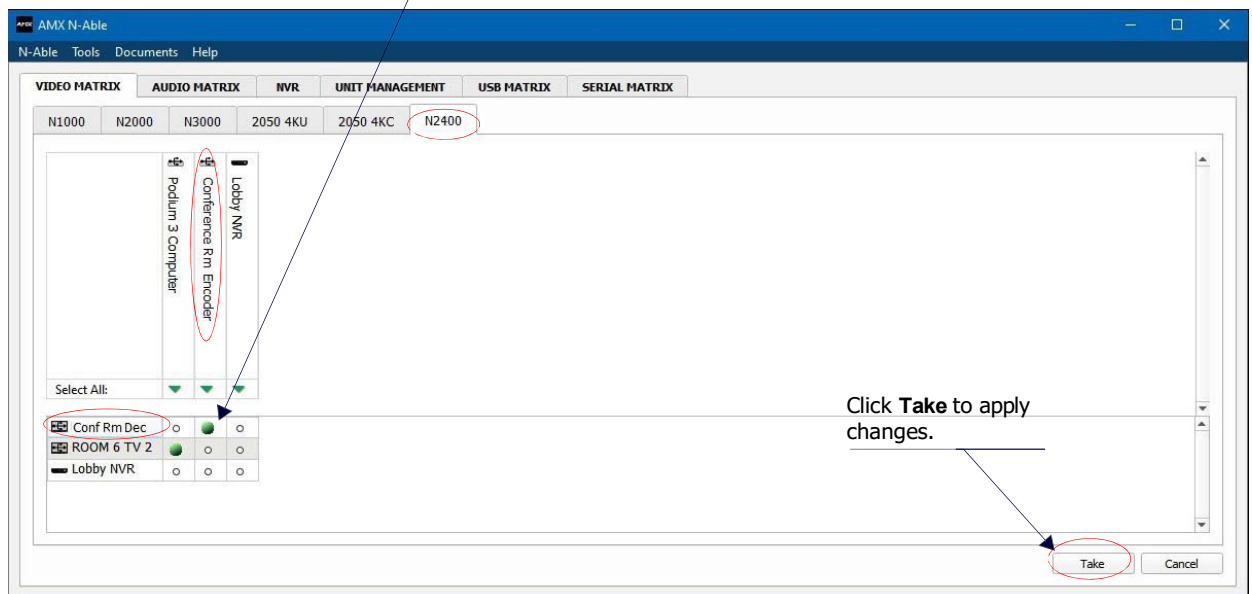 AMX AMX N-Able
N-Able Tools Documents Help
VIDEO MATRIX AUDIO MATRIX NVR UNIT MANAGEMENT USB MATRIX SERIAL MATRIX
N1000 N2000 N3000 2050 4KU 2050 4KC N2400
Podium 3 Computer
Conference Rm Encoder
Lobby NVR
Select All:
Conf Rm Dec
ROOM 6 TV 2
Lobby NVR
Click Take to apply
changes.
Take Cancel